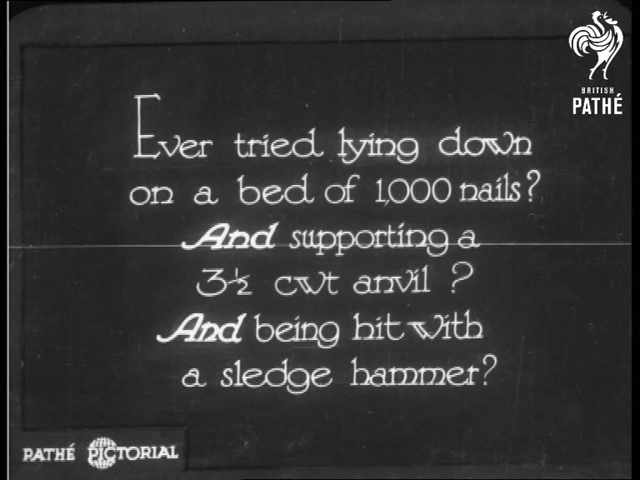 BRITISH
PATHÉ
Ever tried lying down
on a bed of 1,000 nails?
And supporting a
3½ cwt anvil ?
And being hit with
a sledge hammer?
PATHÉ PICTORIAL